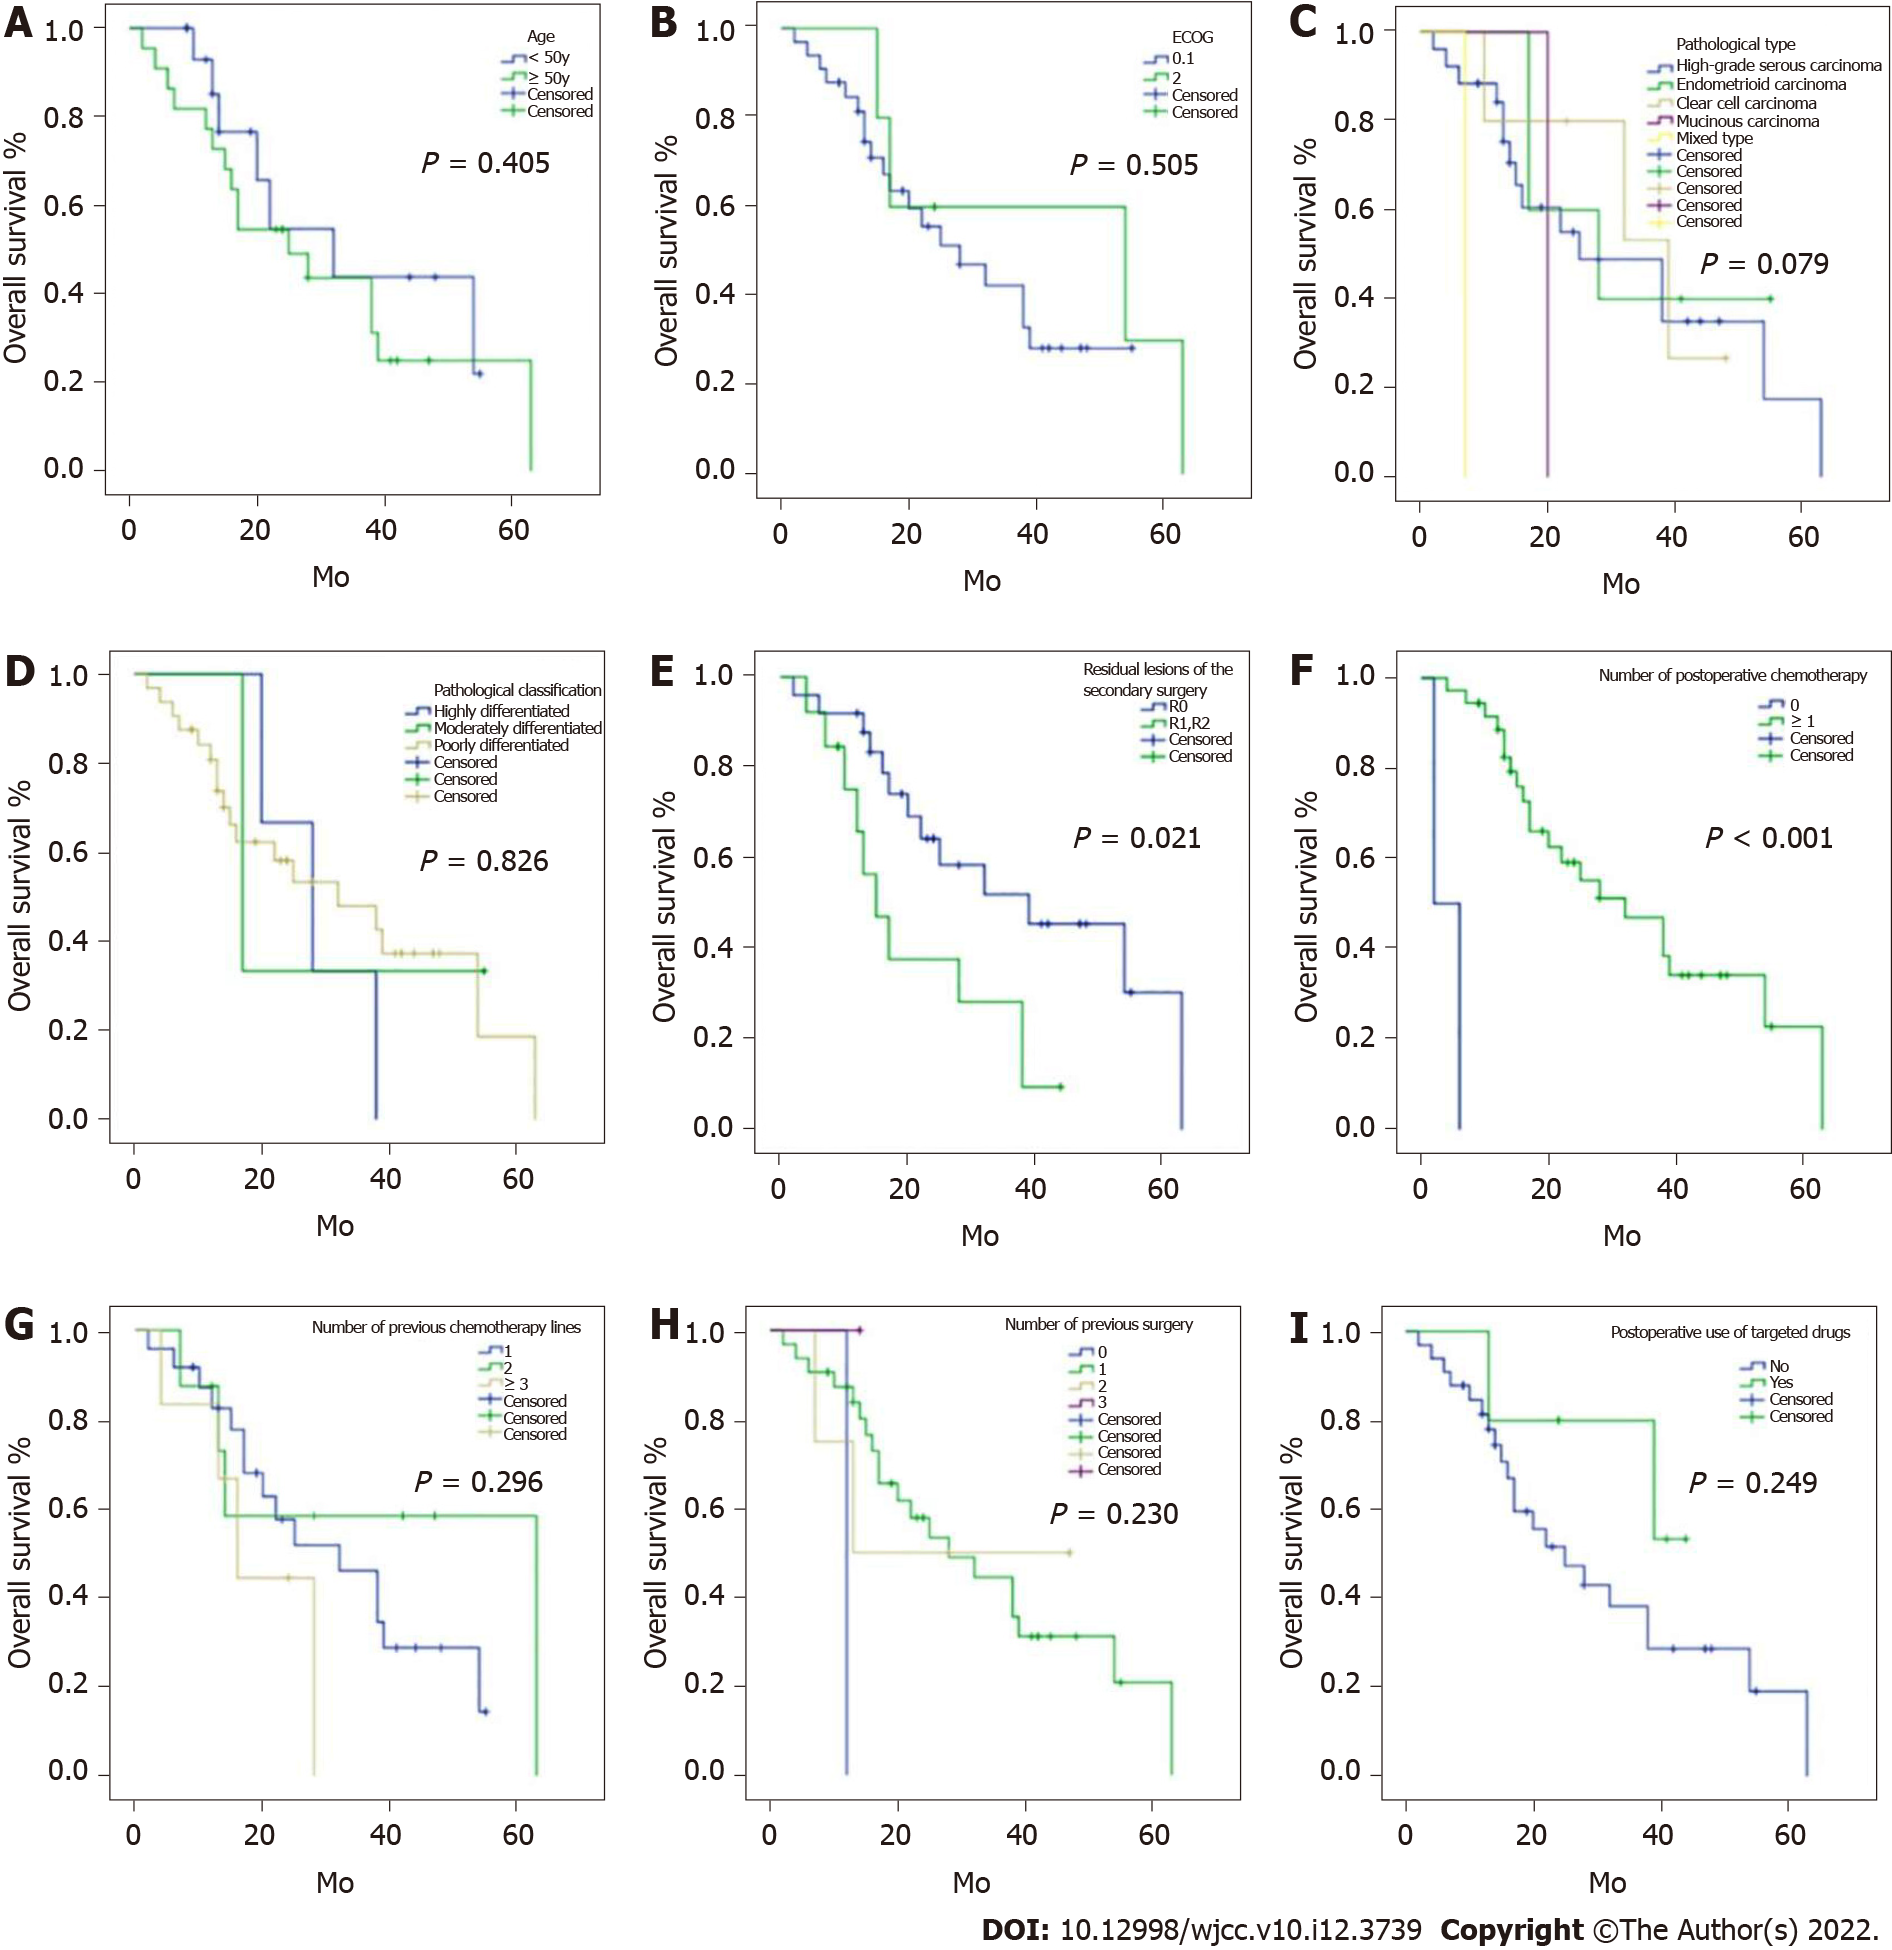 A
1.0
0.8
0.6
0.4
0.2
0.0
Overall survival %
Age
< 50y
≥ 50y
Censored
Censored
P = 0.405
0 20 40 60
Mo
B
1.0
0.8
0.6
0.4
0.2
0.0
Overall survival %
ECOG
0.1
2
Censored
Censored
P = 0.505
0 20 40 60
Mo
C
1.0
0.8
0.6
0.4
0.2
0.0
Overall survival %
Pathological type
High-grade serous carcinoma
Endometrioid carcinoma
Clear cell carcinoma
Mucinous carcinoma
Mixed type
Censored
Censored
Censored
Censored
Censored
P = 0.079
0 20 40 60
Mo
D
1.0
0.8
0.6
0.4
0.2
0.0
Overall survival %
Pathological classification
Highly differentiated
Moderately differentiated
Poorly differentiated
Censored
Censored
Censored
P = 0.826
0 20 40 60
Mo
E
1.0
0.8
0.6
0.4
0.2
0.0
Overall survival %
Residual lesions of the
secondary surgery
R0
R1,R2
Censored
Censored
P = 0.021
0 20 40 60
Mo
F
1.0
0.8
0.6
0.4
0.2
0.0
Overall survival %
Number of postoperative chemotherapy
0
≥ 1
Censored
Censored
P < 0.001
0 20 40 60
Mo
G
1.0
0.8
0.6
0.4
0.2
0.0
Overall survival %
Number of previous chemotherapy lines
1
2
≥ 3
Censored
Censored
Censored
P = 0.296
0 20 40 60
Mo
H
1.0
0.8
0.6
0.4
0.2
0.0
Overall survival %
Number of previous surgery
0
1
2
3
Censored
Censored
Censored
Censored
P = 0.230
0 20 40 60
Mo
I
1.0
0.8
0.6
0.4
0.2
0.0
Overall survival %
Postoperative use of targeted drugs
No
Yes
Censored
Censored
P = 0.249
0 20 40 60
Mo
DOI: 10.12998/wjcc.v10.i12.3739 Copyright ©The Author(s) 2022.